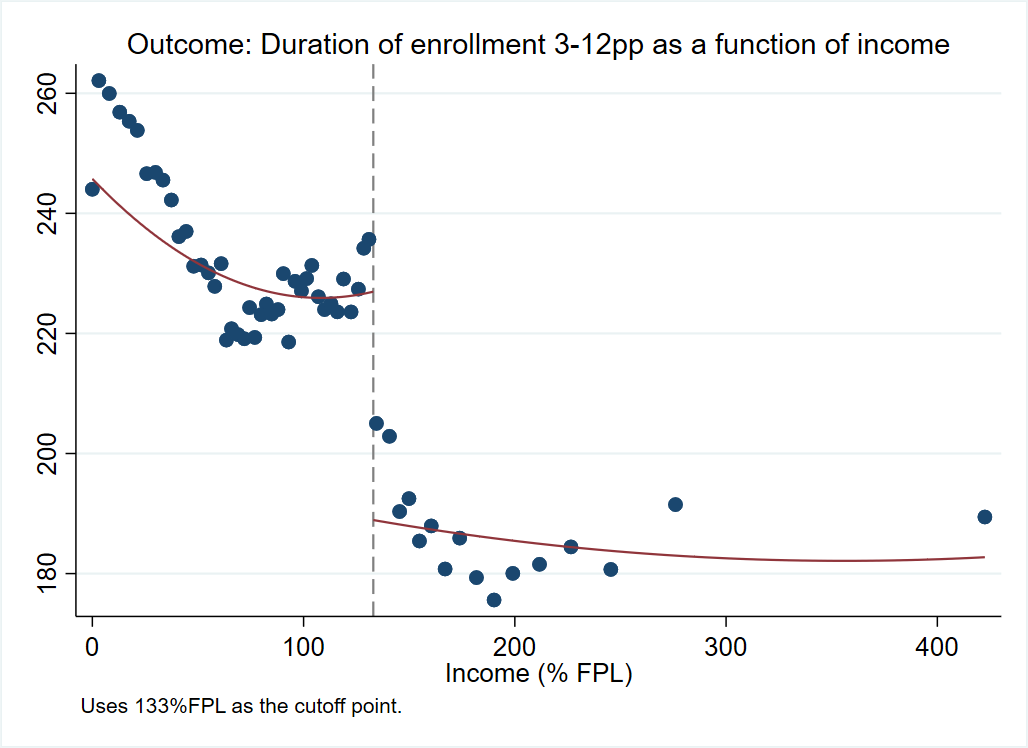 Outcome: Duration of enrollment 3-12pp as a function of income
260
240
220
200
180
0 100 200 300 400
Income (% FPL)
Uses 133%FPL as the cutoff point.